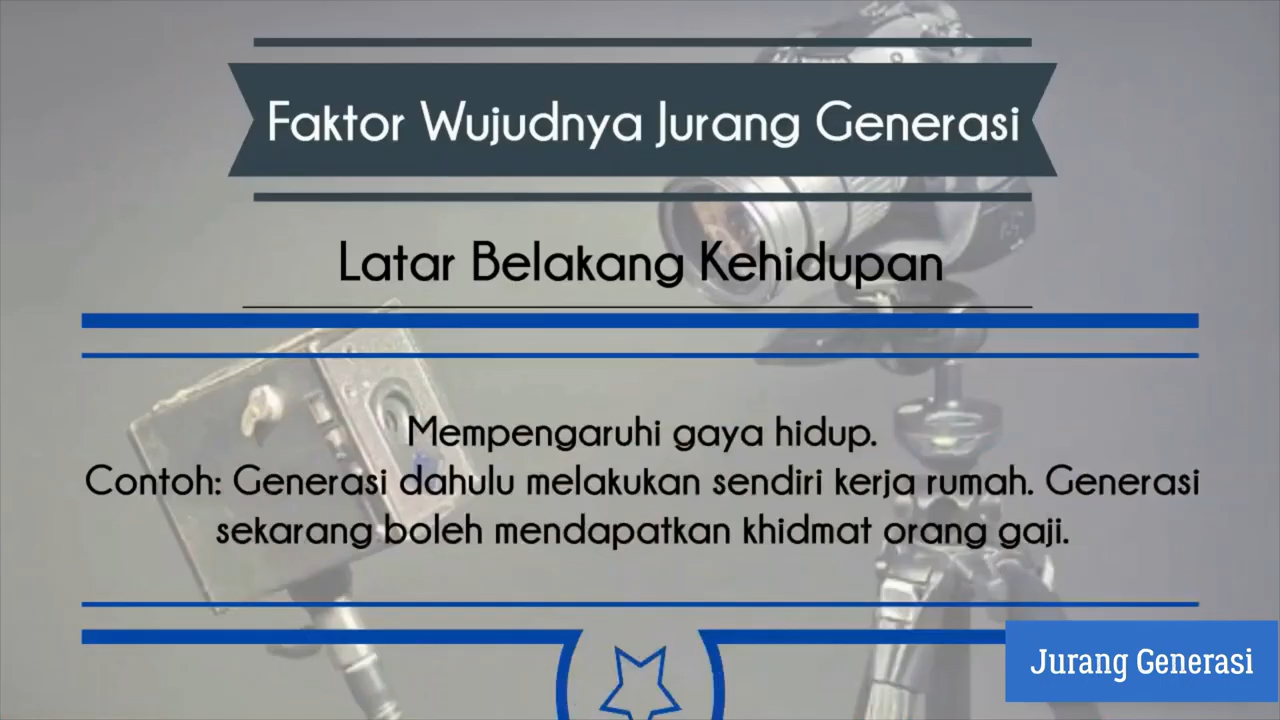 Faktor Wujudnya Jurang Generasi
Latar Belakang Kehidupan
Mempengaruhi gaya hidup.
Contoh: Generasi dahulu melakukan sendiri kerja rumah. Generasi
sekarang boleh mendapatkan khidmat orang gaji.
Jurang Generasi